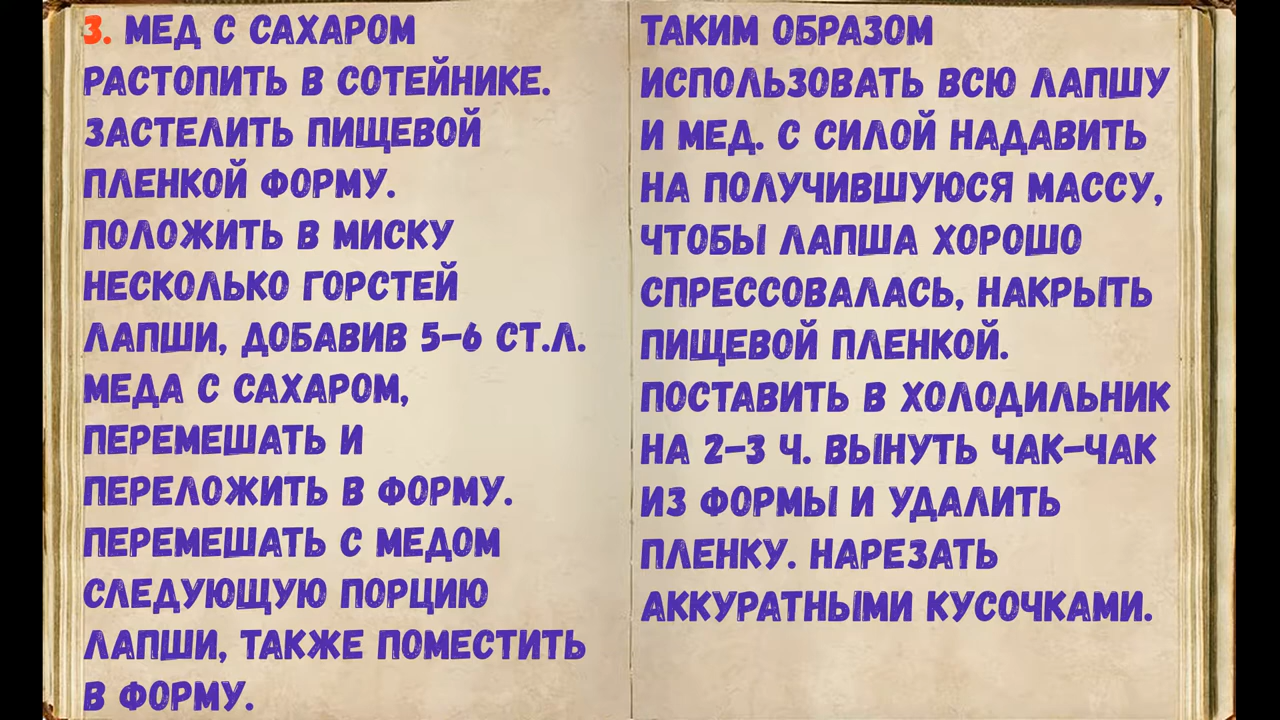 3. МЕД С САХАРОМ
РАСТОПИТЬ В СОТЕЙНИКЕ.
ЗАСТЕЛИТЬ ПИЩЕВОЙ
ПЛЕНКОЙ ФОРМУ.
ПОЛОЖИТЬ В МИСКУ
НЕСКОЛЬКО ГОРСТЕЙ
ЛАПШИ, ДОБАВИВ 5-6 СТ.Л.
МЕДА С САХАРОМ,
ПЕРЕМЕШАТЬ И
ПЕРЕЛОЖИТЬ В ФОРМУ.
ПЕРЕМЕШАТЬ С МЕДОМ
СЛЕДУЮЩУЮ ПОРЦИЮ
ЛАПШИ, ТАКЖЕ ПОМЕСТИТЬ
В ФОРМУ.
ТАКИМ ОБРАЗОМ
ИСПОЛЬЗОВАТЬ ВСЮ ЛАПШУ
И МЕД. С СИЛОЙ НАДАВИТЬ
НА ПОЛУЧИВШУЮСЯ МАССУ,
ЧТОБЫ ЛАПША ХОРОШО
СПРЕССОВАЛАСЬ, НАКРЫТЬ
ПИЩЕВОЙ ПЛЕНКОЙ.
ПОСТАВИТЬ В ХОЛОДИЛЬНИК
НА 2-3 Ч. ВЫНУТЬ ЧАК-ЧАК
ИЗ ФОРМЫ И УДАЛИТЬ
ПЛЕНКУ. НАРЕЗАТЬ
АККУРАТНЫМИ КУСОЧКАМИ.